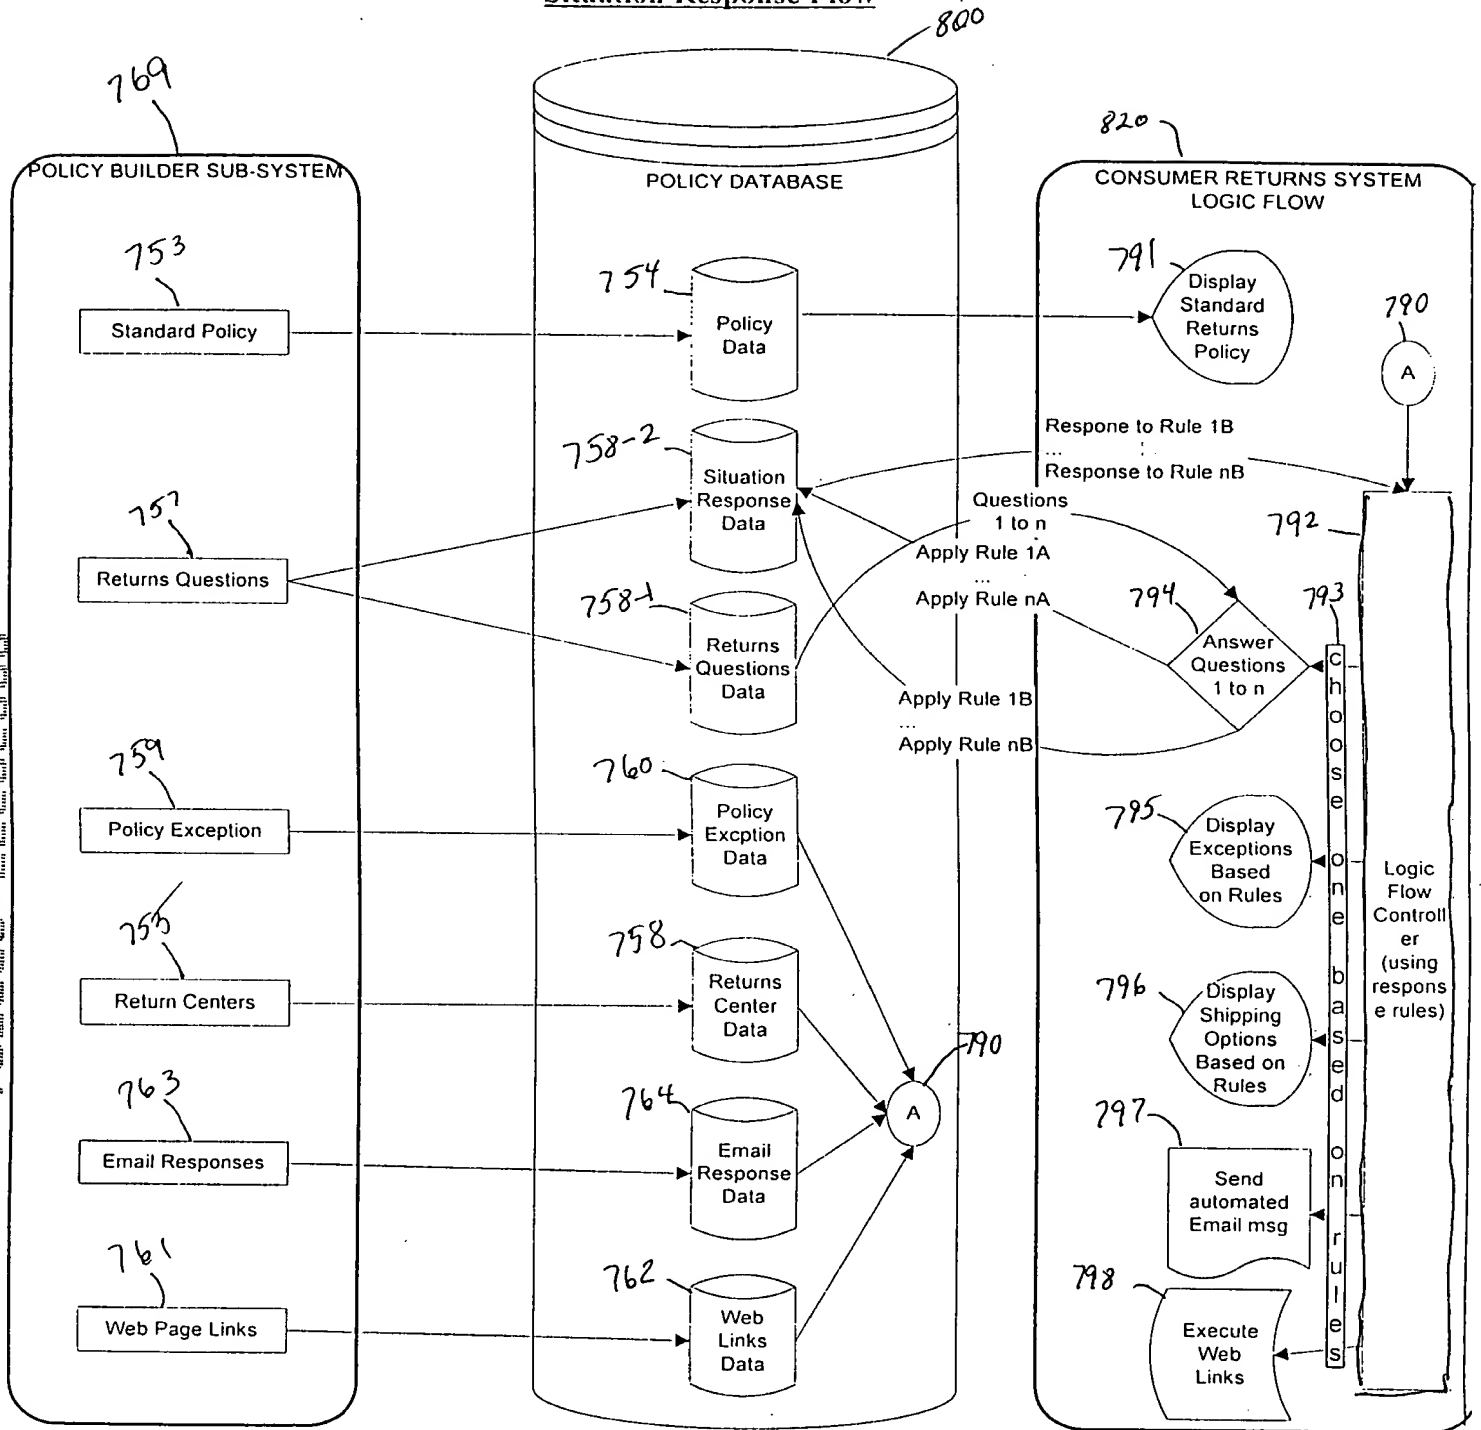 Situation Response Flow
800
769
820
POLICY BUILDER SUB-SYSTEM
POLICY DATABASE
CONSUMER RETURNS SYSTEM
LOGIC FLOW
753
Standard Policy
754
Policy
Data
791
Display
Standard
Returns
Policy
790
A
758-2
Situation
Response
Data
Respone to Rule 1B
...
Response to Rule nB
757
Returns Questions
Questions
1 to n
Apply Rule 1A
...
Apply Rule nA
792
758-1
Returns
Questions
Data
794
Answer
Questions
1 to n
793
choose one based on rules
Apply Rule 1B
...
Apply Rule nB
759
Policy Exception
760
Policy
Excption
Data
795
Display
Exceptions
Based
on Rules
Logic
Flow
Controll
er
(using
respons
e rules)
Return Centers
758
Returns
Center
Data
796
Display
Shipping
Options
Based on
Rules
790
A
763
Email Responses
764
Email
Response
Data
797
Send
automated
Email msg
761
Web Page Links
762
Web
Links
Data
798
Execute
Web
Links